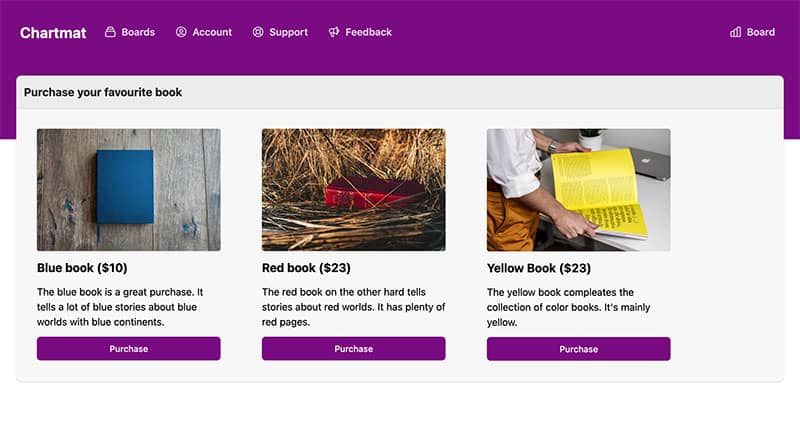 Chartmat
Boards
Account
Support
Feedback
Board
Purchase your favourite book
Blue book ($10)
The blue book is a great purchase. It
tells a lot of blue stories about blue
worlds with blue continents.
Purchase
Red book ($23)
The red book on the other hard tells
stories about red worlds. It has plenty of
red pages.
Purchase
Yellow Book ($23)
The yellow book compleates the
collection of color books. It's mainly
yellow.
Purchase